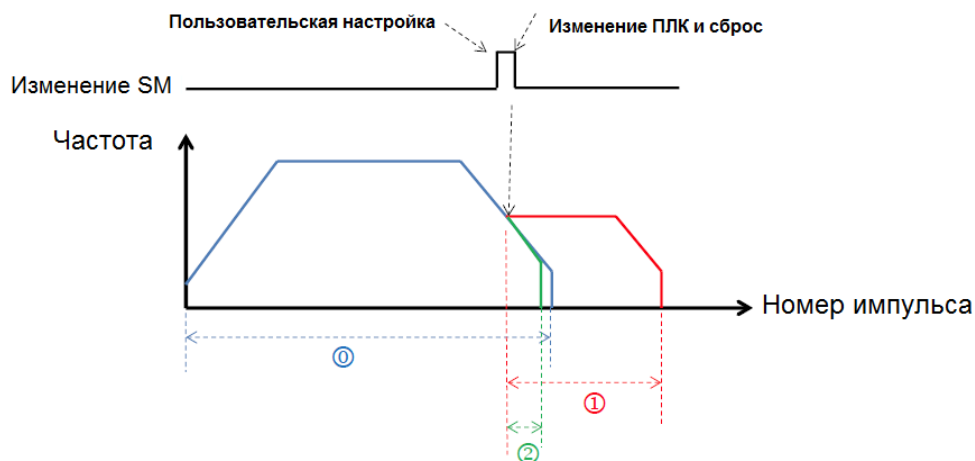 Пользовательская настройка
Изменение ПЛК и сброс
Изменение SM
Частота
Номер импульса
⓪
①
②